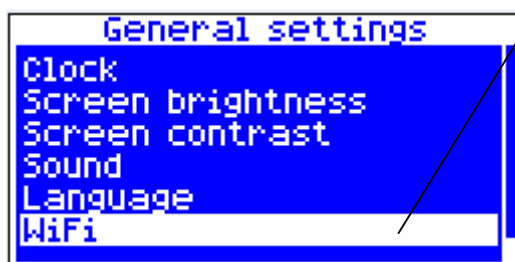 General settings
Clock
Screen brightness
Screen contrast
Sound
Language
WiFi